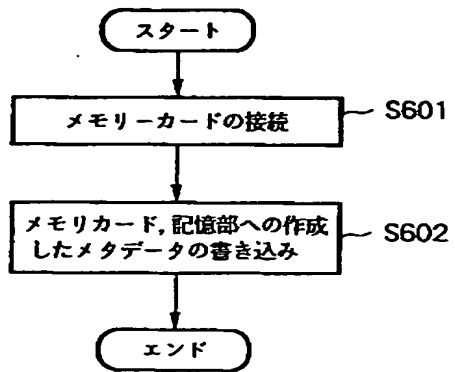 スタート
メモリーカードの接続
S601
メモリカード,記憶部への作成
したメタデータの書き込み
S602
エンド